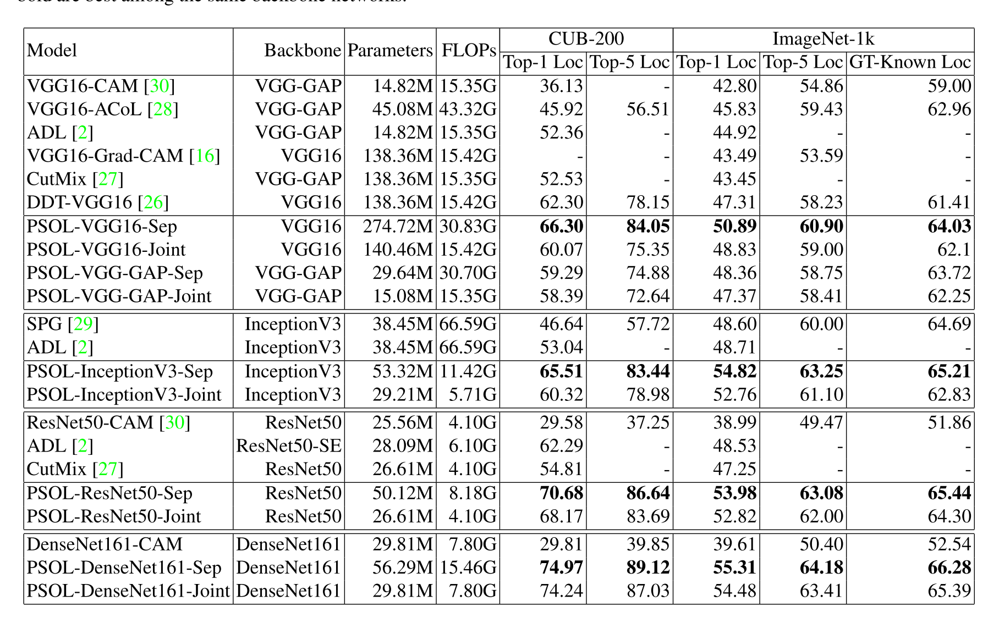 bold are best among the same backbone networks.
Model Backbone Parameters FLOPs CUB-200 ImageNet-1k
Top-1 Loc Top-5 Loc Top-1 Loc Top-5 Loc GT-Known Loc
VGG16-CAM [30] VGG-GAP 14.82M 15.35G 36.13 - 42.80 54.86 59.00
VGG16-ACoL [28] VGG-GAP 45.08M 43.32G 45.92 56.51 45.83 59.43 62.96
ADL [2] VGG-GAP 14.82M 15.35G 52.36 - 44.92 - -
VGG16-Grad-CAM [16] VGG16 138.36M 15.42G - - 43.49 53.59 -
CutMix [27] VGG-GAP 138.36M 15.35G 52.53 - 43.45 - -
DDT-VGG16 [26] VGG16 138.36M 15.42G 62.30 78.15 47.31 58.23 61.41
PSOL-VGG16-Sep VGG16 274.72M 30.83G 66.30 84.05 50.89 60.90 64.03
PSOL-VGG16-Joint VGG16 140.46M 15.42G 60.07 75.35 48.83 59.00 62.1
PSOL-VGG-GAP-Sep VGG-GAP 29.64M 30.70G 59.29 74.88 48.36 58.75 63.72
PSOL-VGG-GAP-Joint VGG-GAP 15.08M 15.35G 58.39 72.64 47.37 58.41 62.25
SPG [29] InceptionV3 38.45M 66.59G 46.64 57.72 48.60 60.00 64.69
ADL [2] InceptionV3 38.45M 66.59G 53.04 - 48.71 - -
PSOL-InceptionV3-Sep InceptionV3 53.32M 11.42G 65.51 83.44 54.82 63.25 65.21
PSOL-InceptionV3-Joint InceptionV3 29.21M 5.71G 60.32 78.98 52.76 61.10 62.83
ResNet50-CAM [30] ResNet50 25.56M 4.10G 29.58 37.25 38.99 49.47 51.86
ADL [2] ResNet50-SE 28.09M 6.10G 62.29 - 48.53 - -
CutMix [27] ResNet50 26.61M 4.10G 54.81 - 47.25 - -
PSOL-ResNet50-Sep ResNet50 50.12M 8.18G 70.68 86.64 53.98 63.08 65.44
PSOL-ResNet50-Joint ResNet50 26.61M 4.10G 68.17 83.69 52.82 62.00 64.30
DenseNet161-CAM DenseNet161 29.81M 7.80G 29.81 39.85 39.61 50.40 52.54
PSOL-DenseNet161-Sep DenseNet161 56.29M 15.46G 74.97 89.12 55.31 64.18 66.28
PSOL-DenseNet161-Joint DenseNet161 29.81M 7.80G 74.24 87.03 54.48 63.41 65.39